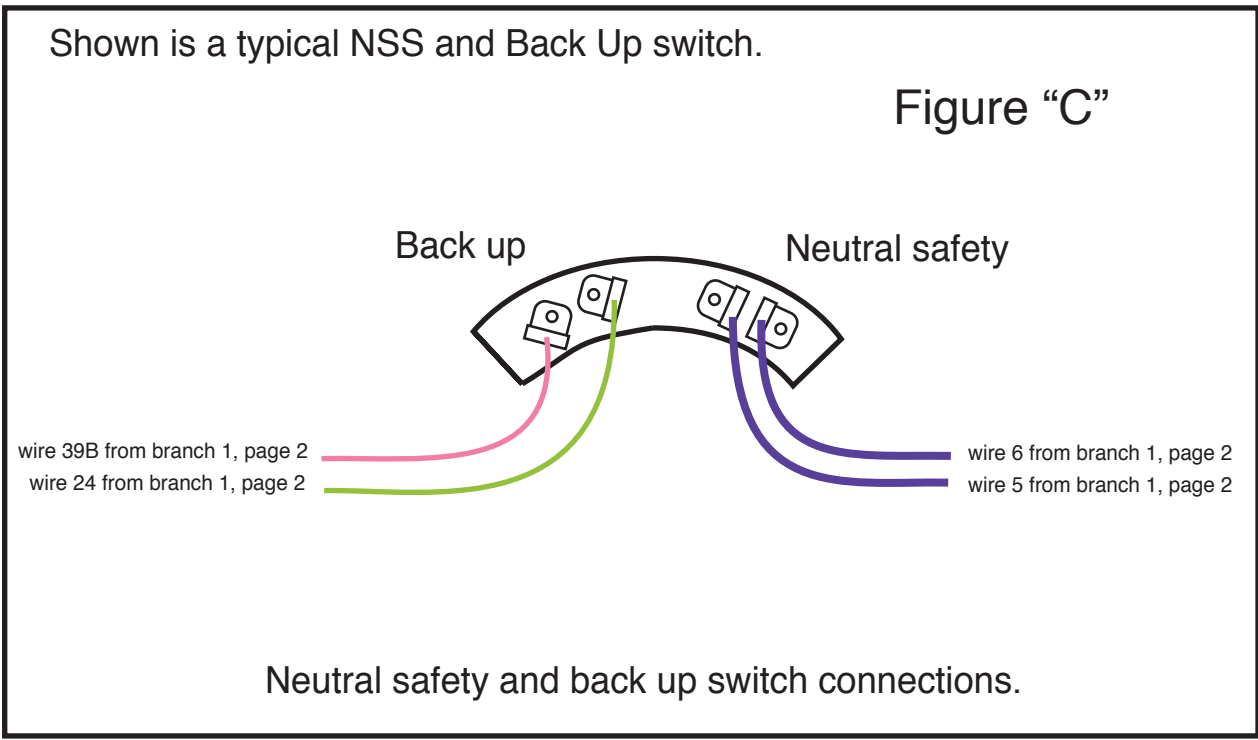 Shown is a typical NSS and Back Up switch.
Figure “C”
Back up
Neutral safety
wire 39B from branch 1, page 2
wire 24 from branch 1, page 2
wire 6 from branch 1, page 2
wire 5 from branch 1, page 2
Neutral safety and back up switch connections.